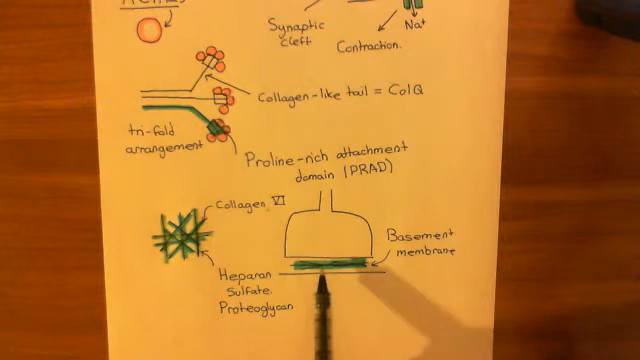 Synaptic
cleft
Na+
Contraction.
Collagen-like tail = ColQ
tri-fold
arrangement
Proline-rich attachment
domain (PRAD)
Collagen VI
Basement
membrane
Heparan
Sulfate
Proteoglycan